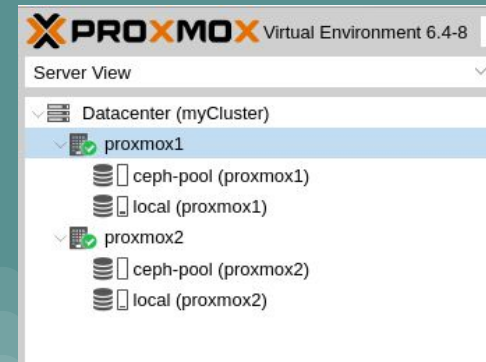 PROXMOX Virtual Environment 6.4-8
Server View
Datacenter (myCluster)
proxmox1
ceph-pool (proxmox1)
local (proxmox1)
proxmox2
ceph-pool (proxmox2)
local (proxmox2)